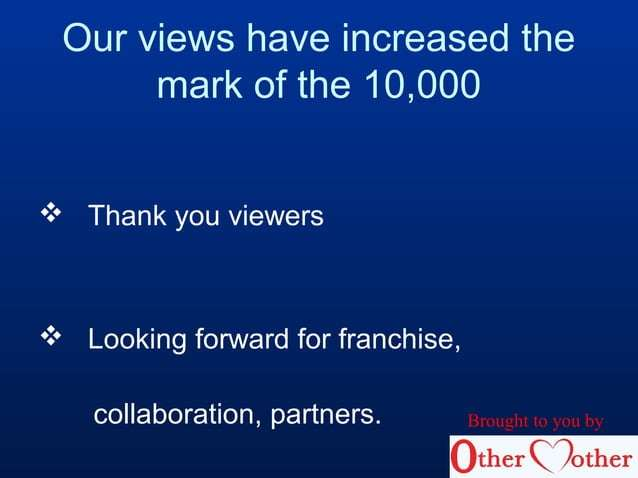 Our views have increased the
mark of the 10,000
Thank you viewers
Looking forward for franchise,
collaboration, partners.
Brought to you by
Other Mother